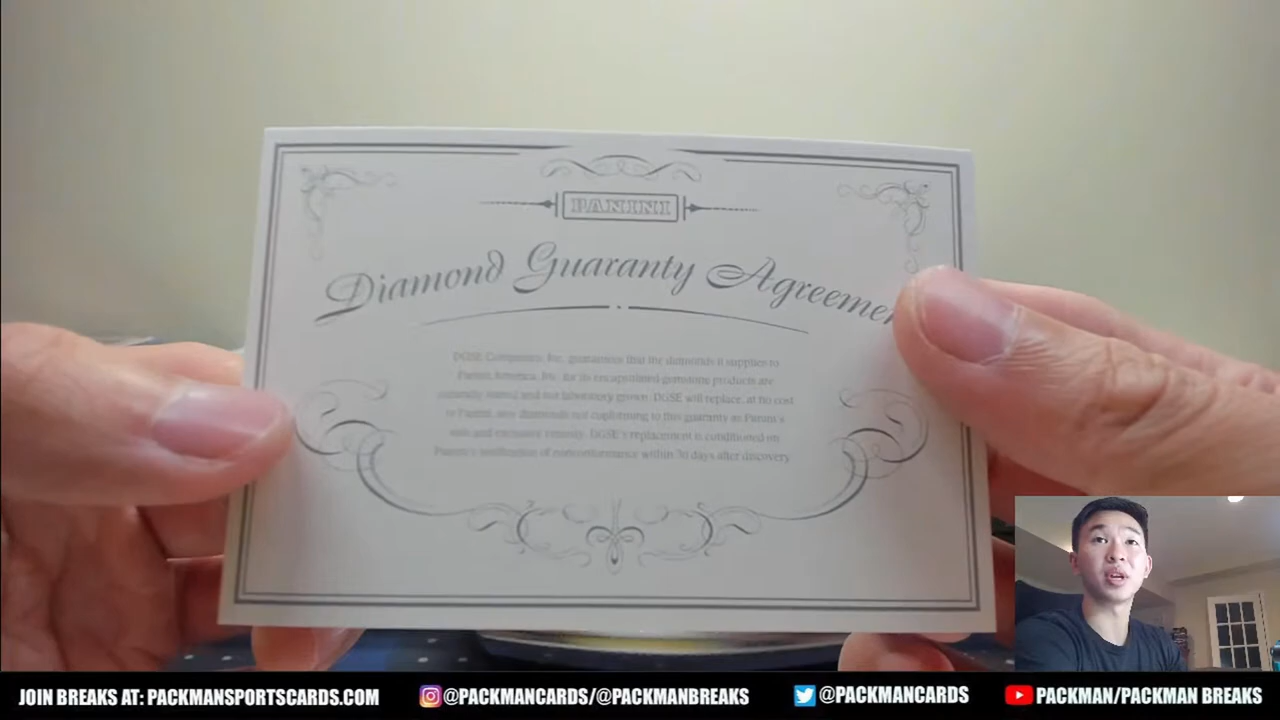 PANINI
Diamond Guaranty Agreemen
DGSE Companies, Inc. guarantees that the diamonds it supplies to
Panini America, Inc. for its encapsulated gemstone products are
naturally mined and not laboratory grown. DGSE will replace, at no cost
to Panini, any diamonds not conforming to this guaranty as Panini's
sole and exclusive remedy. DGSE's replacement is conditioned on
Panini's notification of nonconformance within 30 days after discovery
JOIN BREAKS AT: PACKMANSPORTSCARDS.COM
@PACKMANCARDS/@PACKMANBREAKS
@PACKMANCARDS
PACKMAN/PACKMAN BREAKS